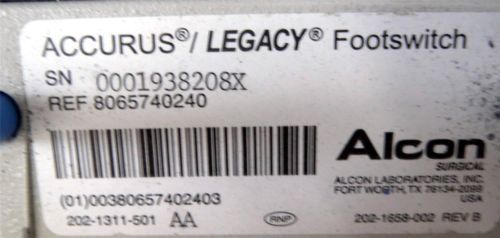 ACCURUS®/ LEGACY® Footswitch
SN 0001938208X
REF 8065740240
Alcon
SURGICAL
ALCON LABORATORIES, INC.
FORT WORTH, TX 76134-2099
USA
(01)00380657402403
202-1311-501 AA
RNP
202-1658-002 REV B